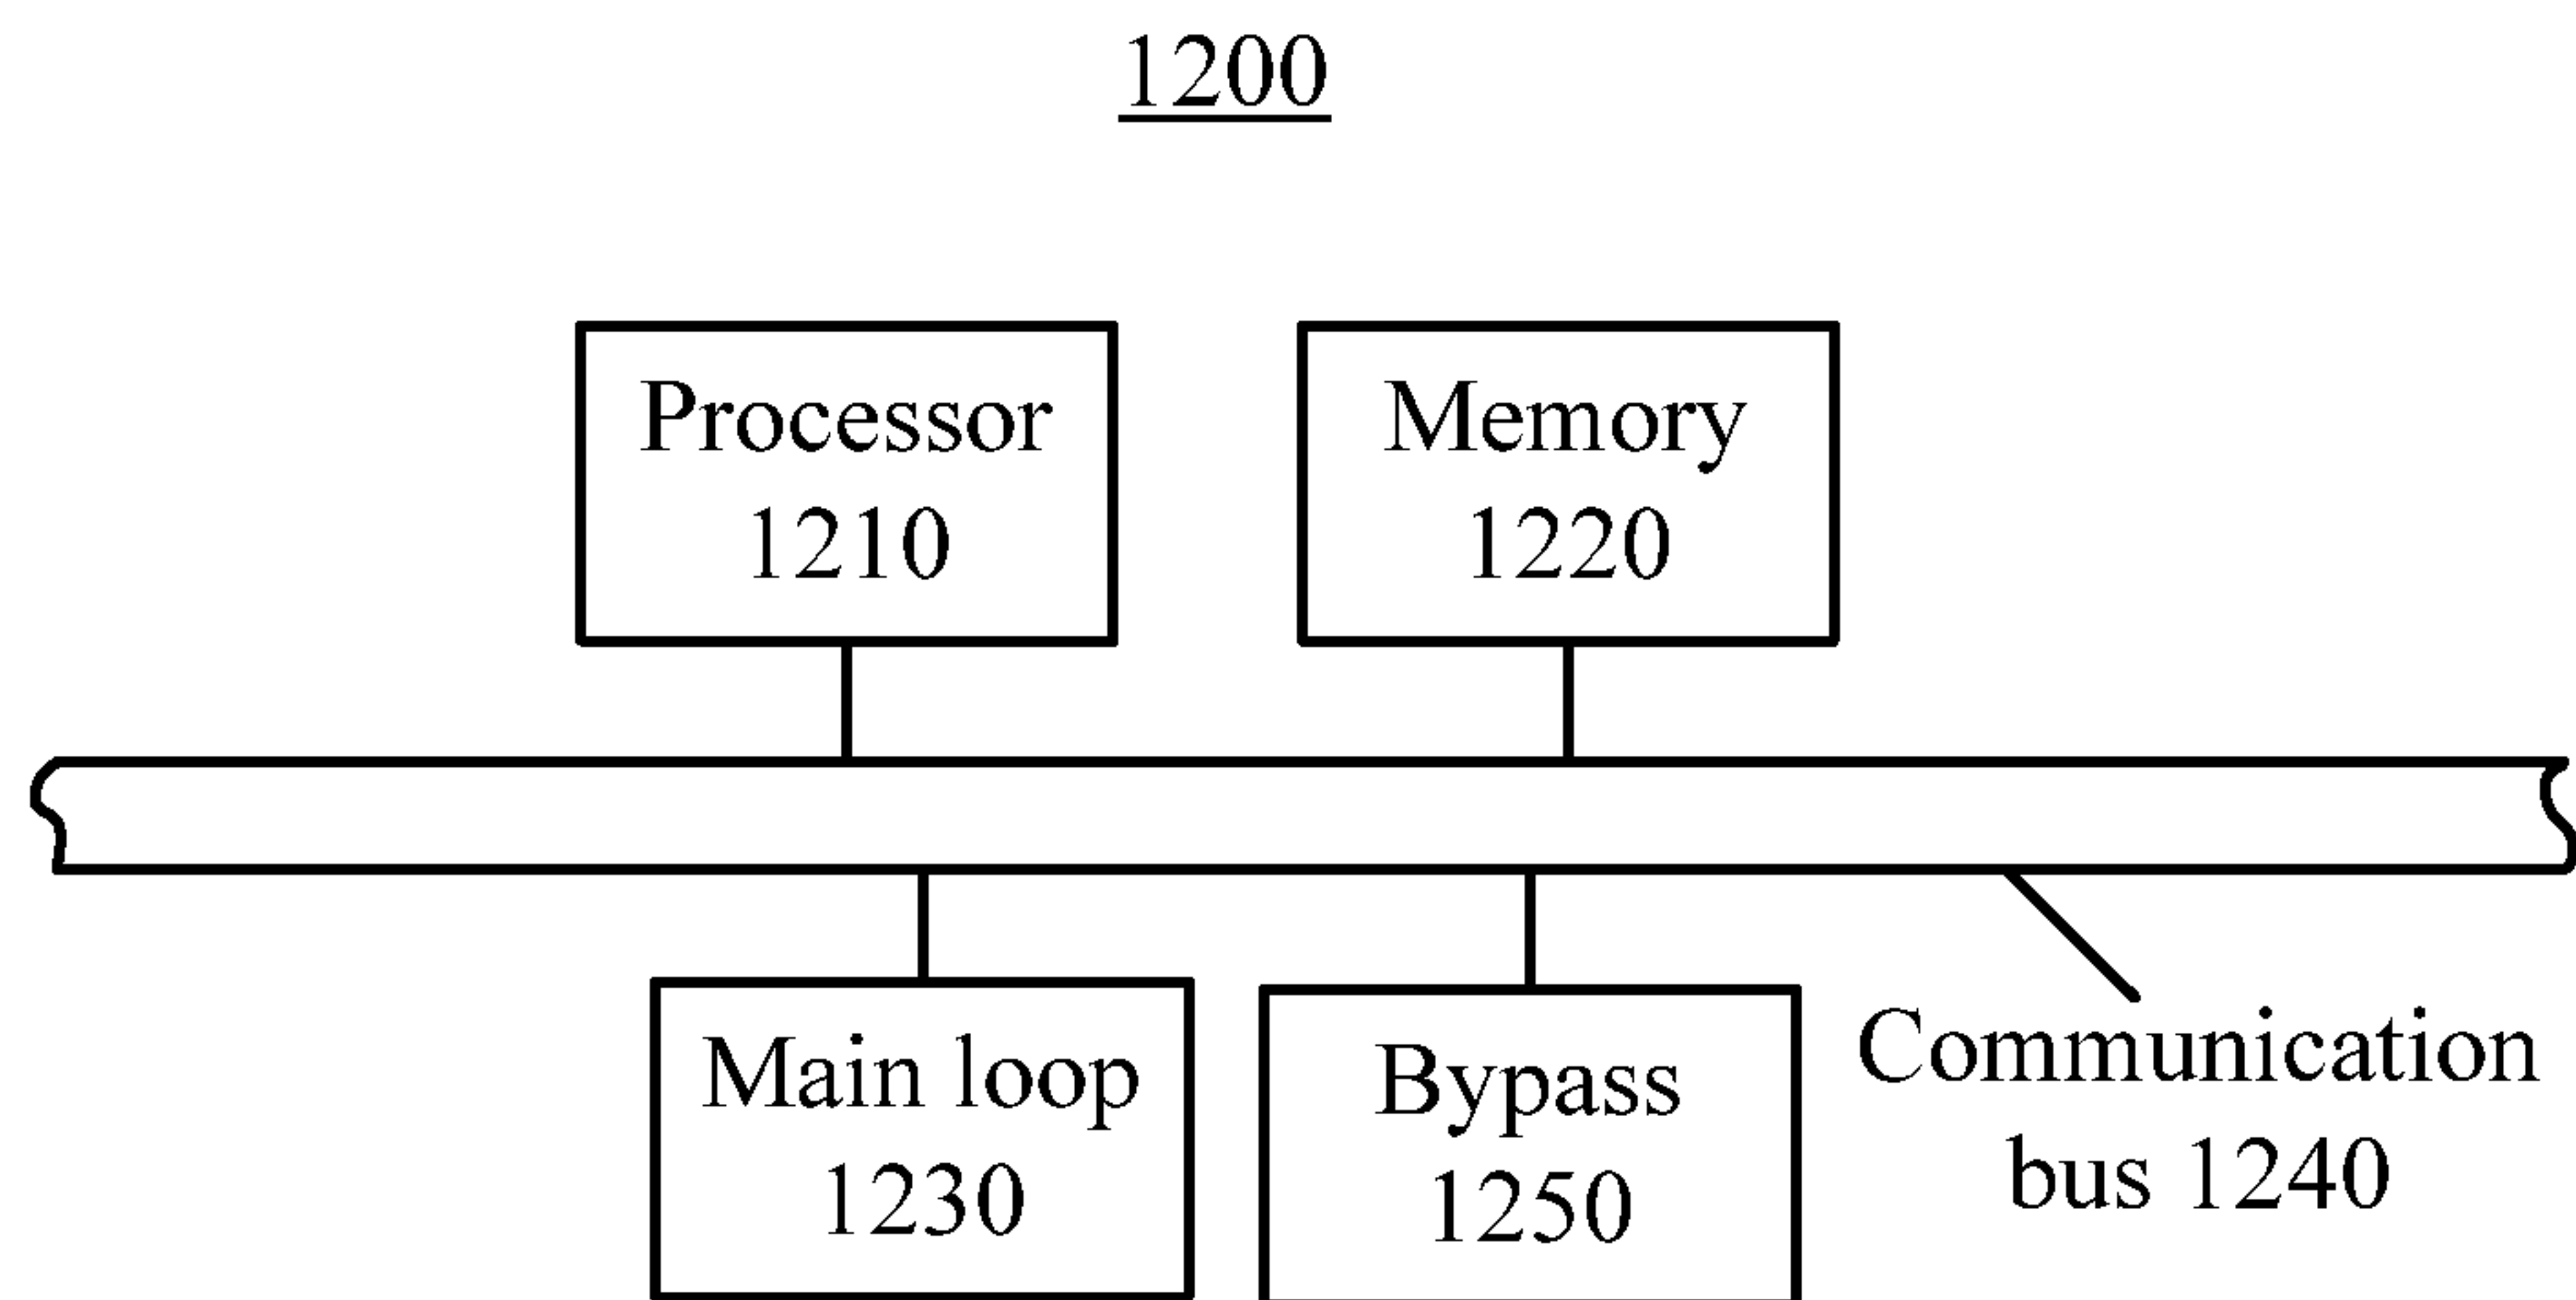 1200
Processor
1210
Memory
1220
Main loop
1230
Bypass
1250
Communication
bus 1240